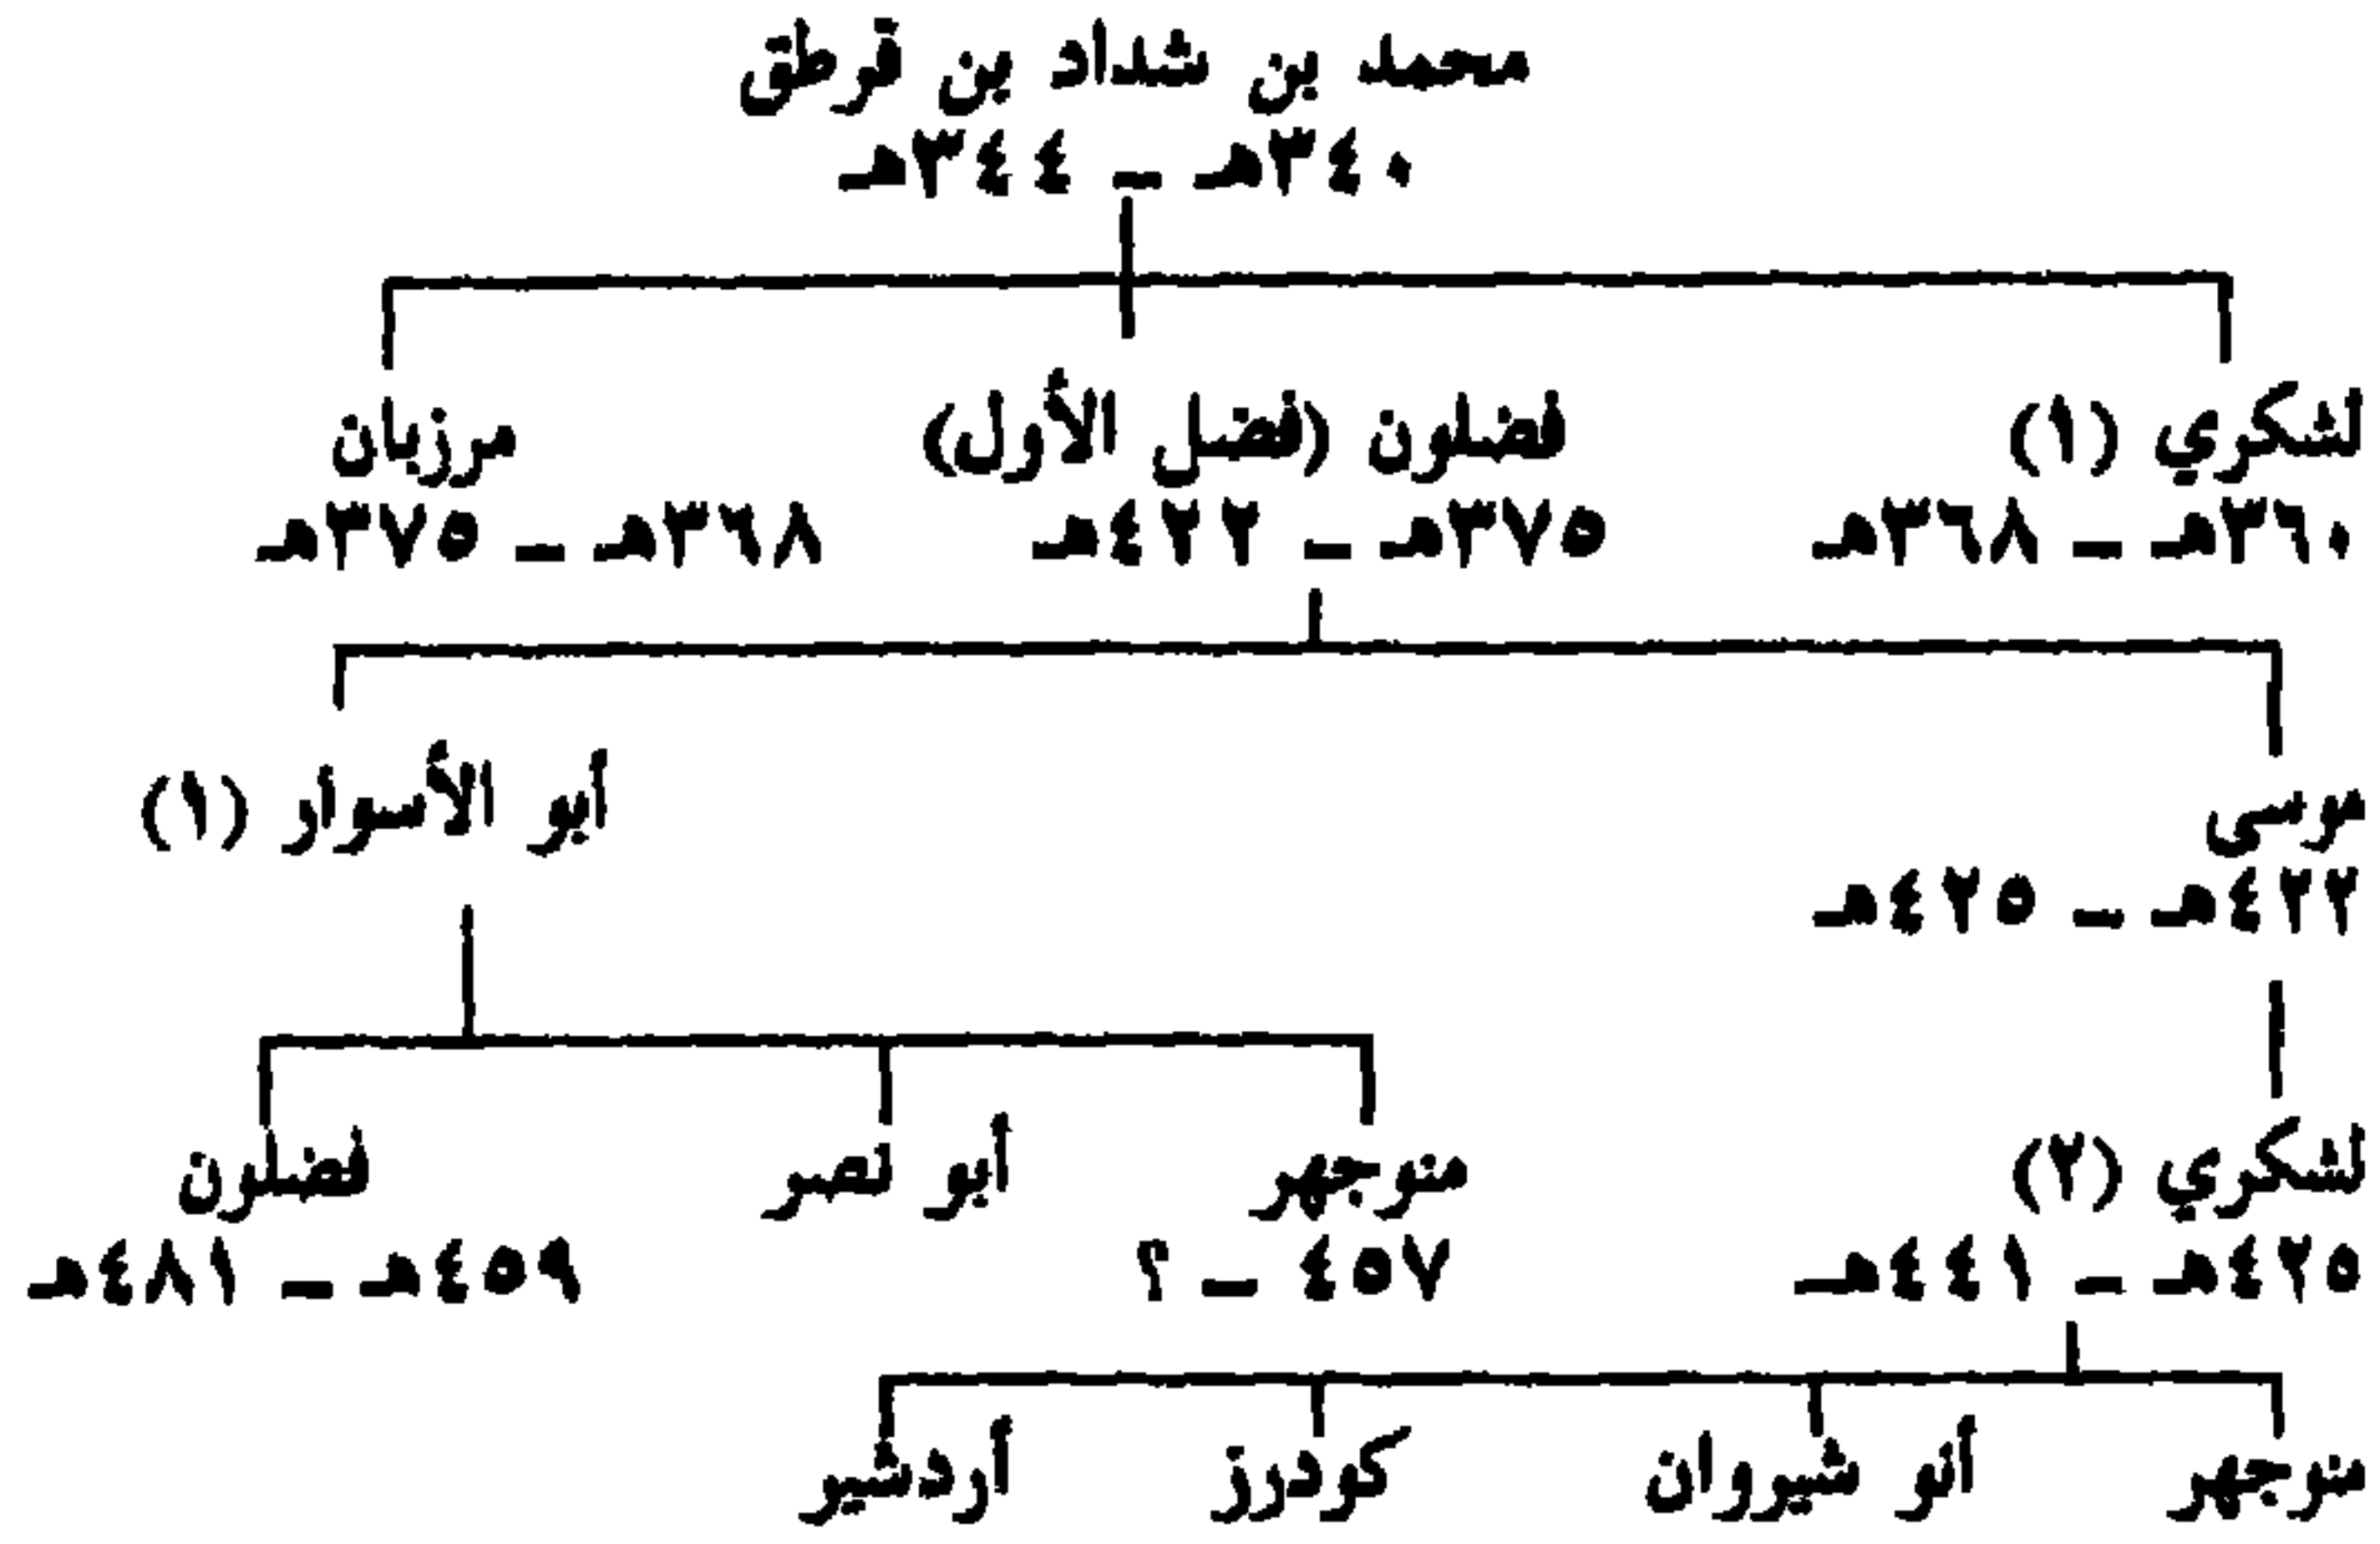 محمد بن شداد بن قرطق
٣٤٠هـ ـ ٣٤٤هـ
لشكري (١) فضلون (فضل الأول) مرزبان
٣٦٠هـ ـ ٣٦٨هـ ٣٧٥هـ ـ ٤٢٢هـ ٣٦٨هـ ـ ٣٧٥هـ
موسى أبو الأسوار (١)
٤٢٢هـ ـ ٤٢٥هـ
لشكري (٢) منوجهر أبو نصر فضلون
٤٢٥هـ ـ ٤٤١هـ ٤٥٧ ـ ؟ ٤٥٩هـ ـ ٤٨١هـ
منوجهر أنو شيروان كودرز أردشير